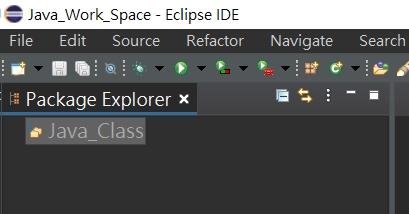 Java_Work_Space - Eclipse IDE
File Edit Source Refactor Navigate Search
Package Explorer
Java_Class